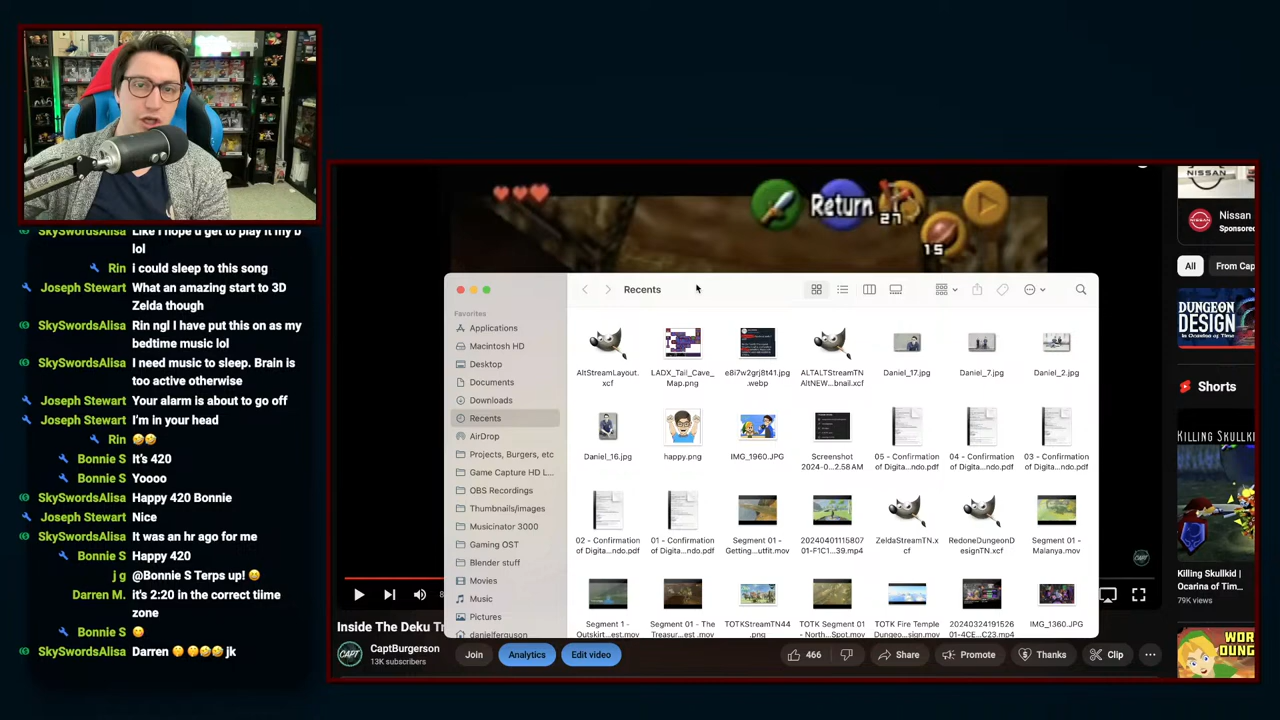 Like I hope u get to play it my b
lol
Rin i could sleep to this song
Joseph Stewart What an amazing start to 3D
Zelda though
SkySwordsAlisa Rin ngl I have put this on as my
bedtime music lol
SkySwordsAlisa I need music to sleep. Brain is
too active otherwise
Joseph Stewart Your alarm is about to go off
Joseph Stewart I'm in your head
Rin 🤣🤣
Bonnie S It's 420
Bonnie S Yoooo
SkySwordsAlisa Happy 420 Bonnie
Joseph Stewart Nice
SkySwordsAlisa It was an hr ago for me
Bonnie S Happy 420
j g @Bonnie S Terps up! 😆
Darren M. it's 2:20 in the correct tiime
zone
Bonnie S 😋
SkySwordsAlisa Darren 🤫🤫🤣🤣 jk
Return
27
15
NISSAN
Nissan
Sponsored
All
From Cap
DUNGEON
DESIGN
Recents
Favorites
Applications
Macintosh HD
Desktop
Documents
Downloads
Recents
AirDrop
Projects, Burgers, etc
Game Capture HD L...
OBS Recordings
Thumbnails/images
Musicinator 3000
Gaming OST
Blender stuff
Movies
Music
Pictures
danielferguson
AltStreamLayout.
xcf
LADX_Tail_Cave_
Map.png
e8i7w2grj8t41.jpg
.webp
ALTALTStreamTN
AltNEW...bnail.xcf
Daniel_17.jpg
Daniel_7.jpg
Daniel_2.jpg
Daniel_16.jpg
happy.png
IMG_1960.JPG
Screenshot
2024-0...2.58 AM
05 - Confirmation
of Digita...ndo.pdf
04 - Confirmation
of Digita...ndo.pdf
03 - Confirmation
of Digita...ndo.pdf
02 - Confirmation
of Digita...ndo.pdf
01 - Confirmation
of Digita...ndo.pdf
Segment 01 -
Getting...utfit.mov
20240401115807
01-F1C1...39.mp4
ZeldaStreamTN.x
cf
RedoneDungeonD
esignTN.xcf
Segment 01 -
Malanya.mov
Segment 1 -
Outskirt...est.mov
Segment 01 - The
Treasur...est .mov
TOTKStreamTN44
.png
TOTK Segment 01
- North...Spot.mov
TOTK Fire Temple
Dungeo...sign.mov
20240324191526
01-4CE...C23.mp4
IMG_1360.JPG
Shorts
KILLING SKULLKID
Killing Skullkid |
Ocarina of Tim...
79K views
CAPT
Inside The Deku Tr
CAPT
CaptBurgerson
13K subscribers
Join
Analytics
Edit video
466
Share
Promote
Thanks
Clip